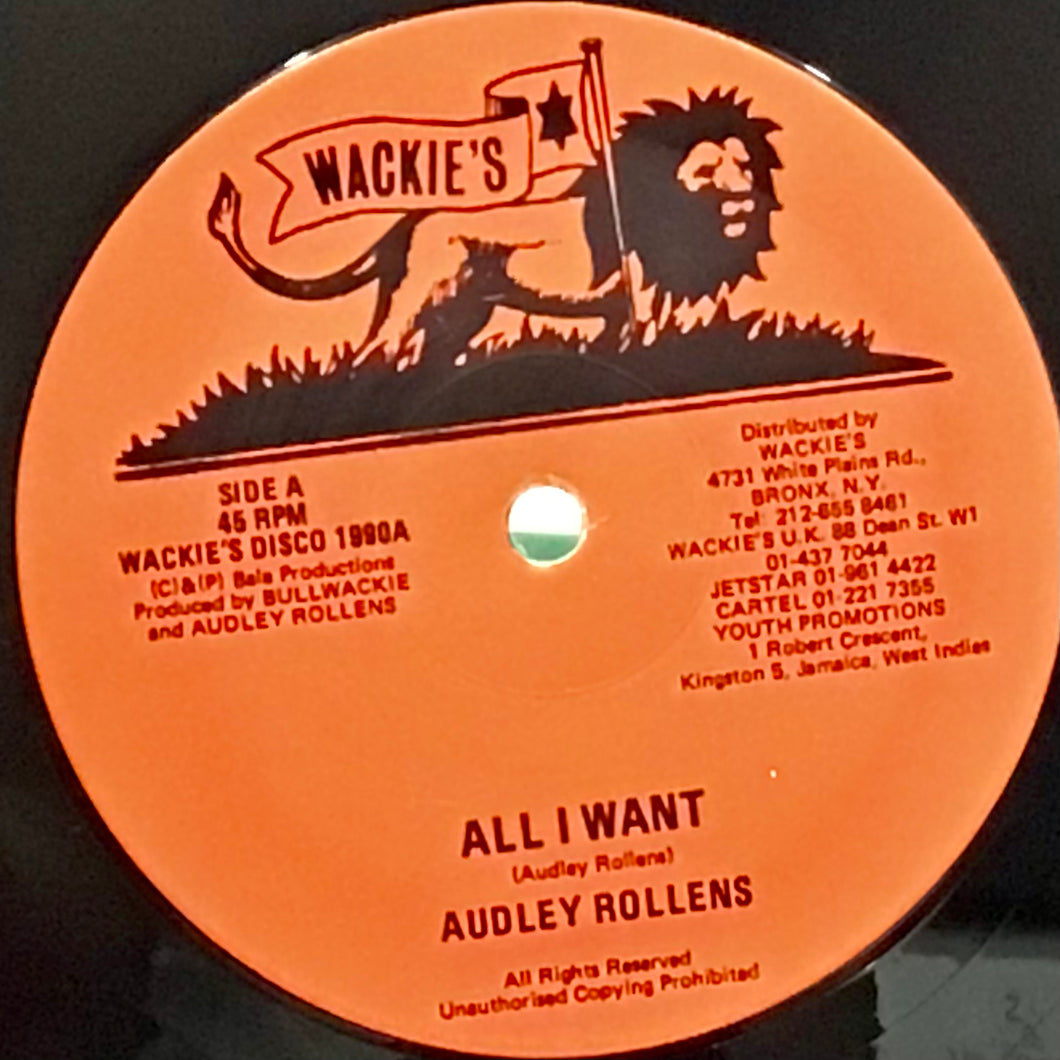 WACKIE'S
SIDE A
45 RPM
WACKIE'S DISCO 1990A
(C)&(P) Bala Productions
Produced by BULLWACKIE
and AUDLEY ROLLENS
Distributed by
WACKIE'S
4731 White Plains Rd.,
BRONX, N.Y.
Tel: 212-655 8461
WACKIE'S U.K. 88 Dean St. W1
01-437 7044
JETSTAR 01-961 4422
CARTEL 01-221 7355
YOUTH PROMOTIONS
1 Robert Crescent,
Kingston 5, Jamaica, West Indies
ALL I WANT
(Audley Rollens)
AUDLEY ROLLENS
All Rights Reserved
Unauthorised Copying Prohibited